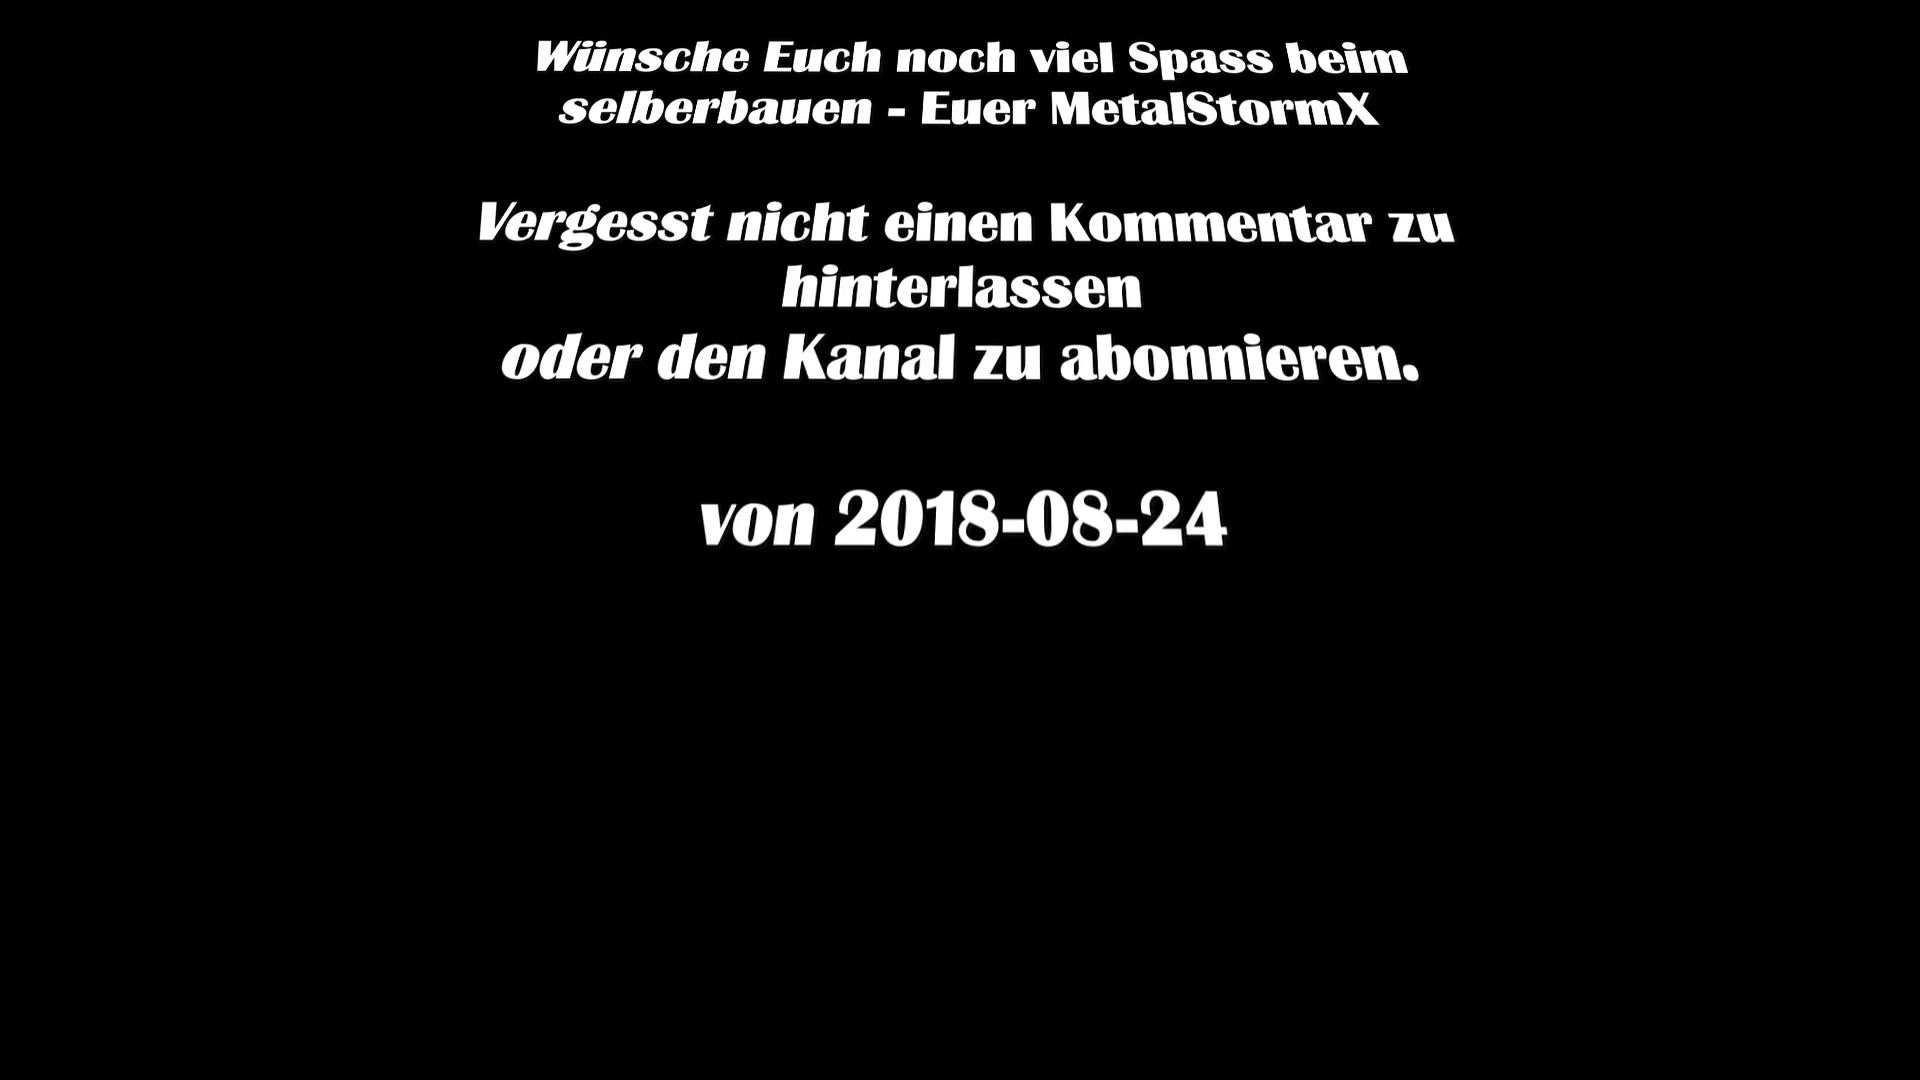 Wünsche Euch noch viel Spass beim
selberbauen - Euer MetalStormX
Vergesst nicht einen Kommentar zu
hinterlassen
oder den Kanal zu abonnieren.
von 2018-08-24